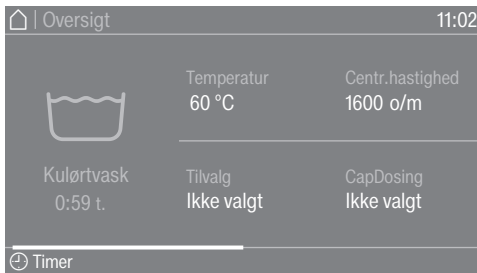 Oversigt 11:02
Temperatur Centr.hastighed
60 °C 1600 o/m
Kulørtvask
0:59 t.
Tilvalg CapDosing
Ikke valgt Ikke valgt
Timer